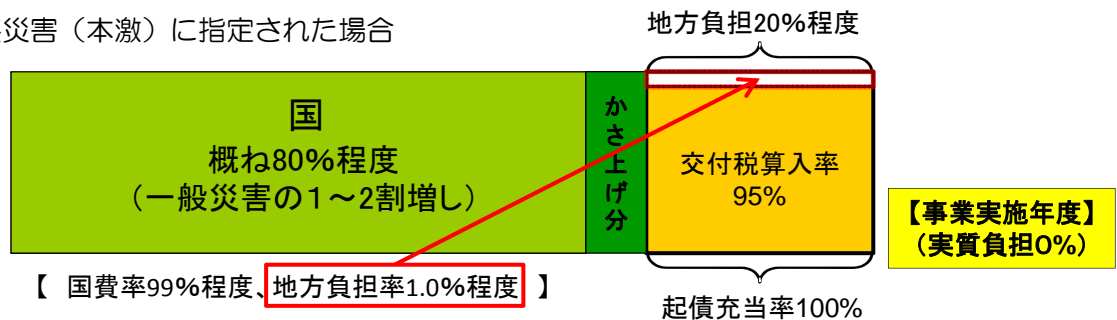 災害（本激）に指定された場合
地方負担20％程度
国
概ね80％程度
（一般災害の１～２割増し）
かさ上げ分
交付税算入率
95％
【事業実施年度】
（実質負担０％）
【 国費率99％程度、地方負担率1.0％程度 】
起債充当率100％